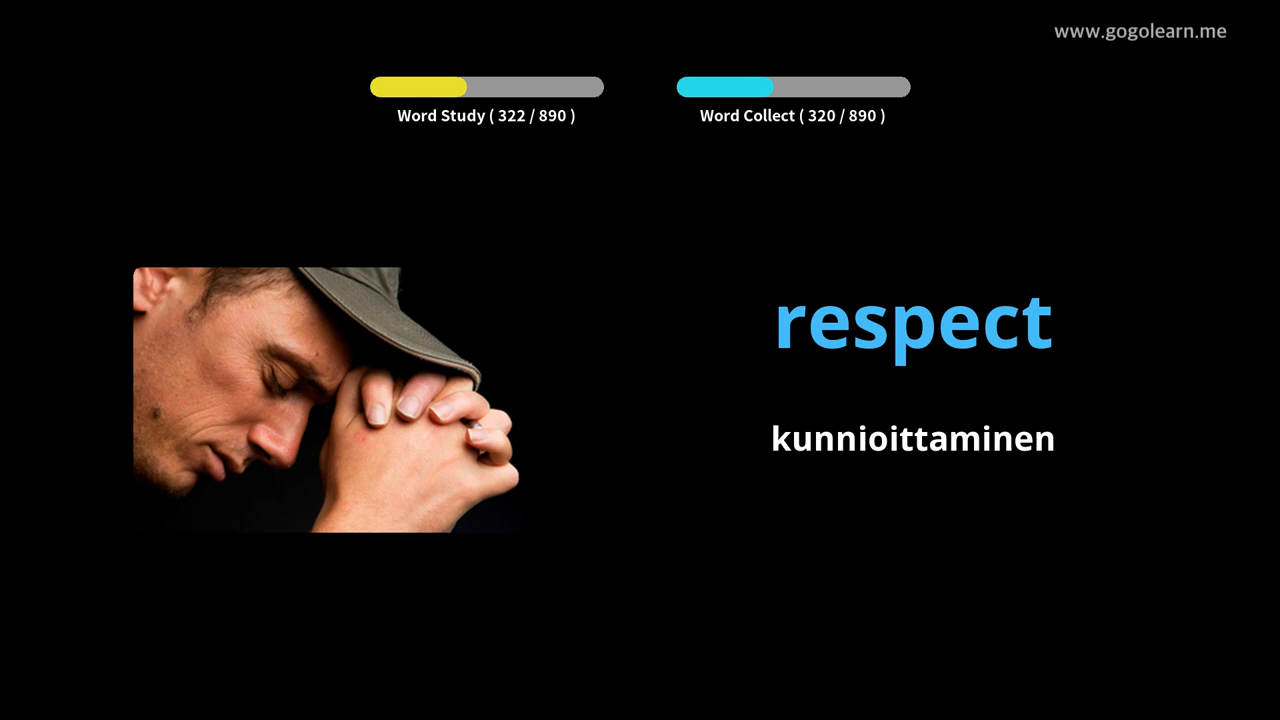 www.gogolearn.me
Word Study ( 322 / 890 )
Word Collect ( 320 / 890 )
respect
kunnioittaminen